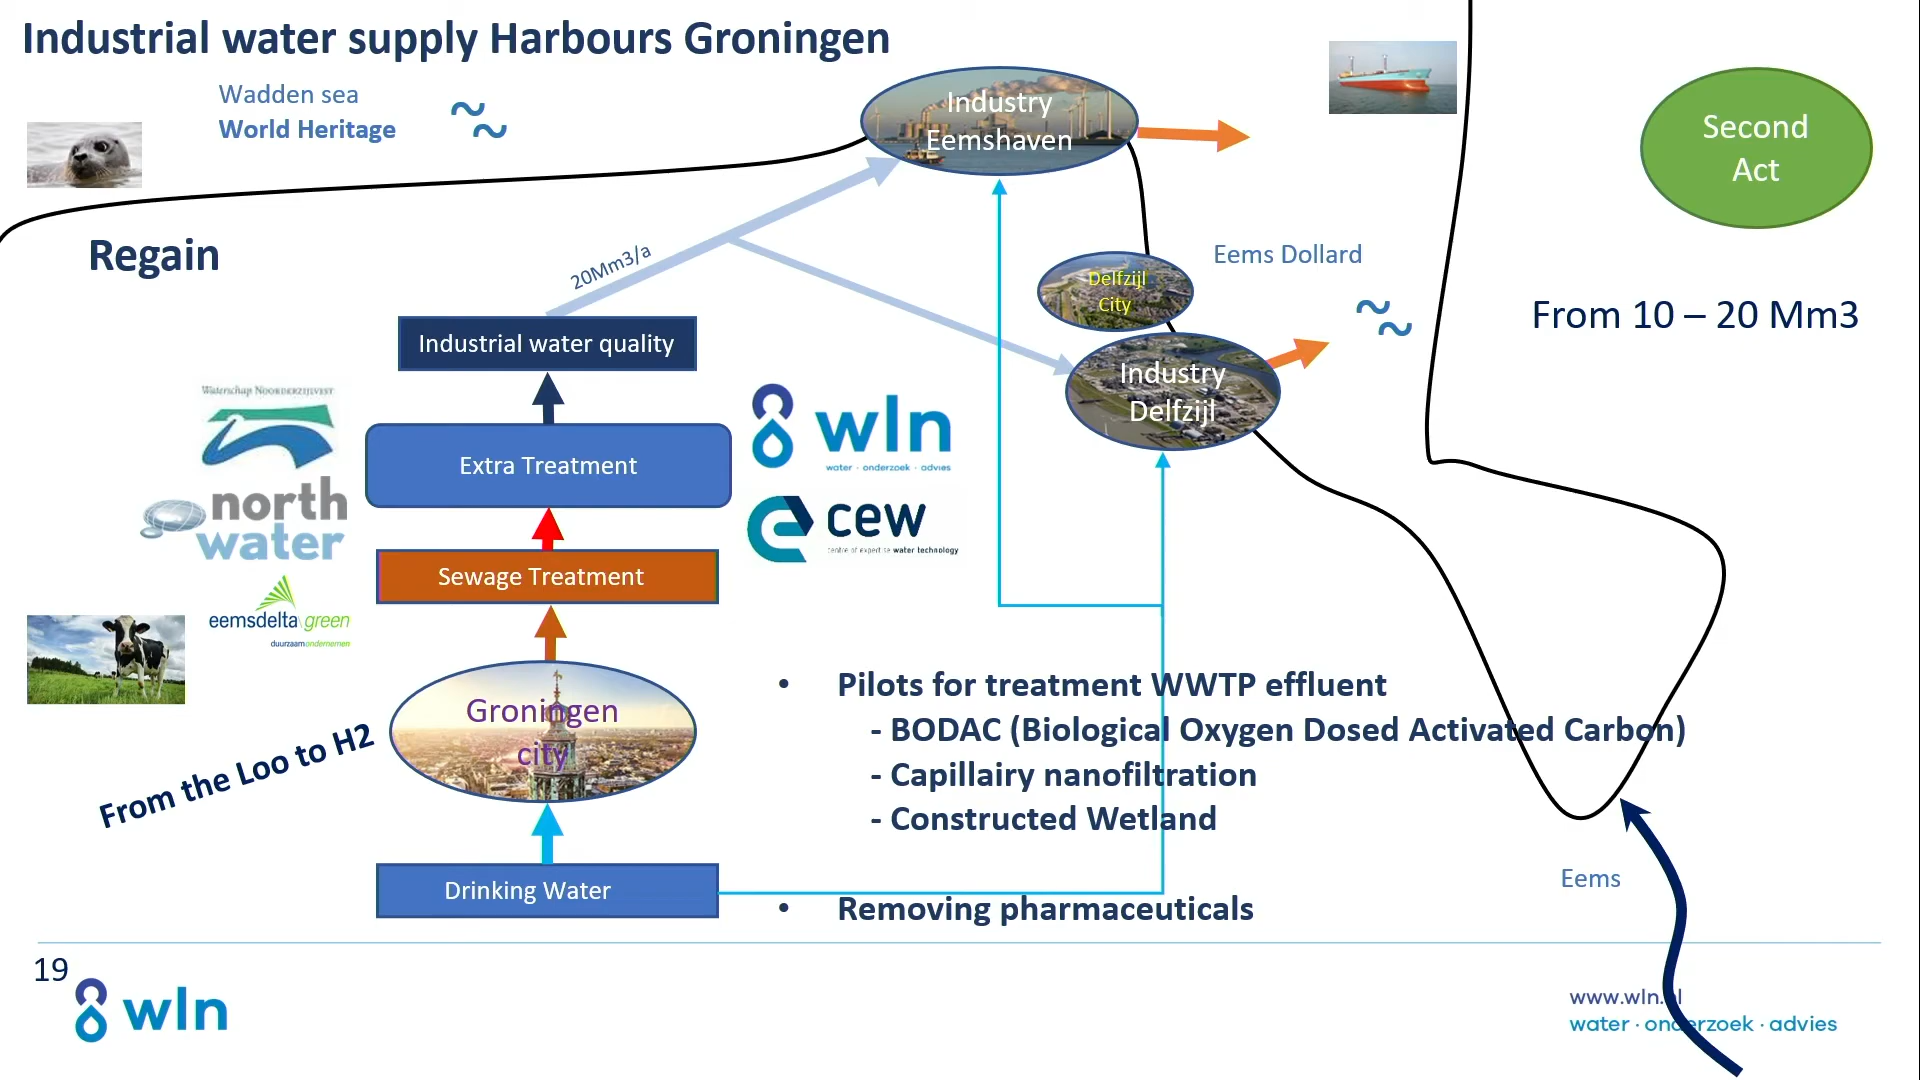 Industrial water supply Harbours Groningen
Wadden sea
World Heritage
Industry
Eemshaven
Second
Act
Regain
20Mm3/a
Delfzijl
City
Eems Dollard
From 10 – 20 Mm3
Industrial water quality
Industry
Delfzijl
Waterschap Noorderzijlvest
wln
water · onderzoek · advies
Extra Treatment
north
water
cew
centre of expertise water technology
Sewage Treatment
eemsdelta green
duurzaam ondernemen
Groningen
city
From the Loo to H2
• Pilots for treatment WWTP effluent
- BODAC (Biological Oxygen Dosed Activated Carbon)
- Capillairy nanofiltration
- Constructed Wetland
Drinking Water
• Removing pharmaceuticals
Eems
19
wln
www.wln.nl
water · onderzoek · advies